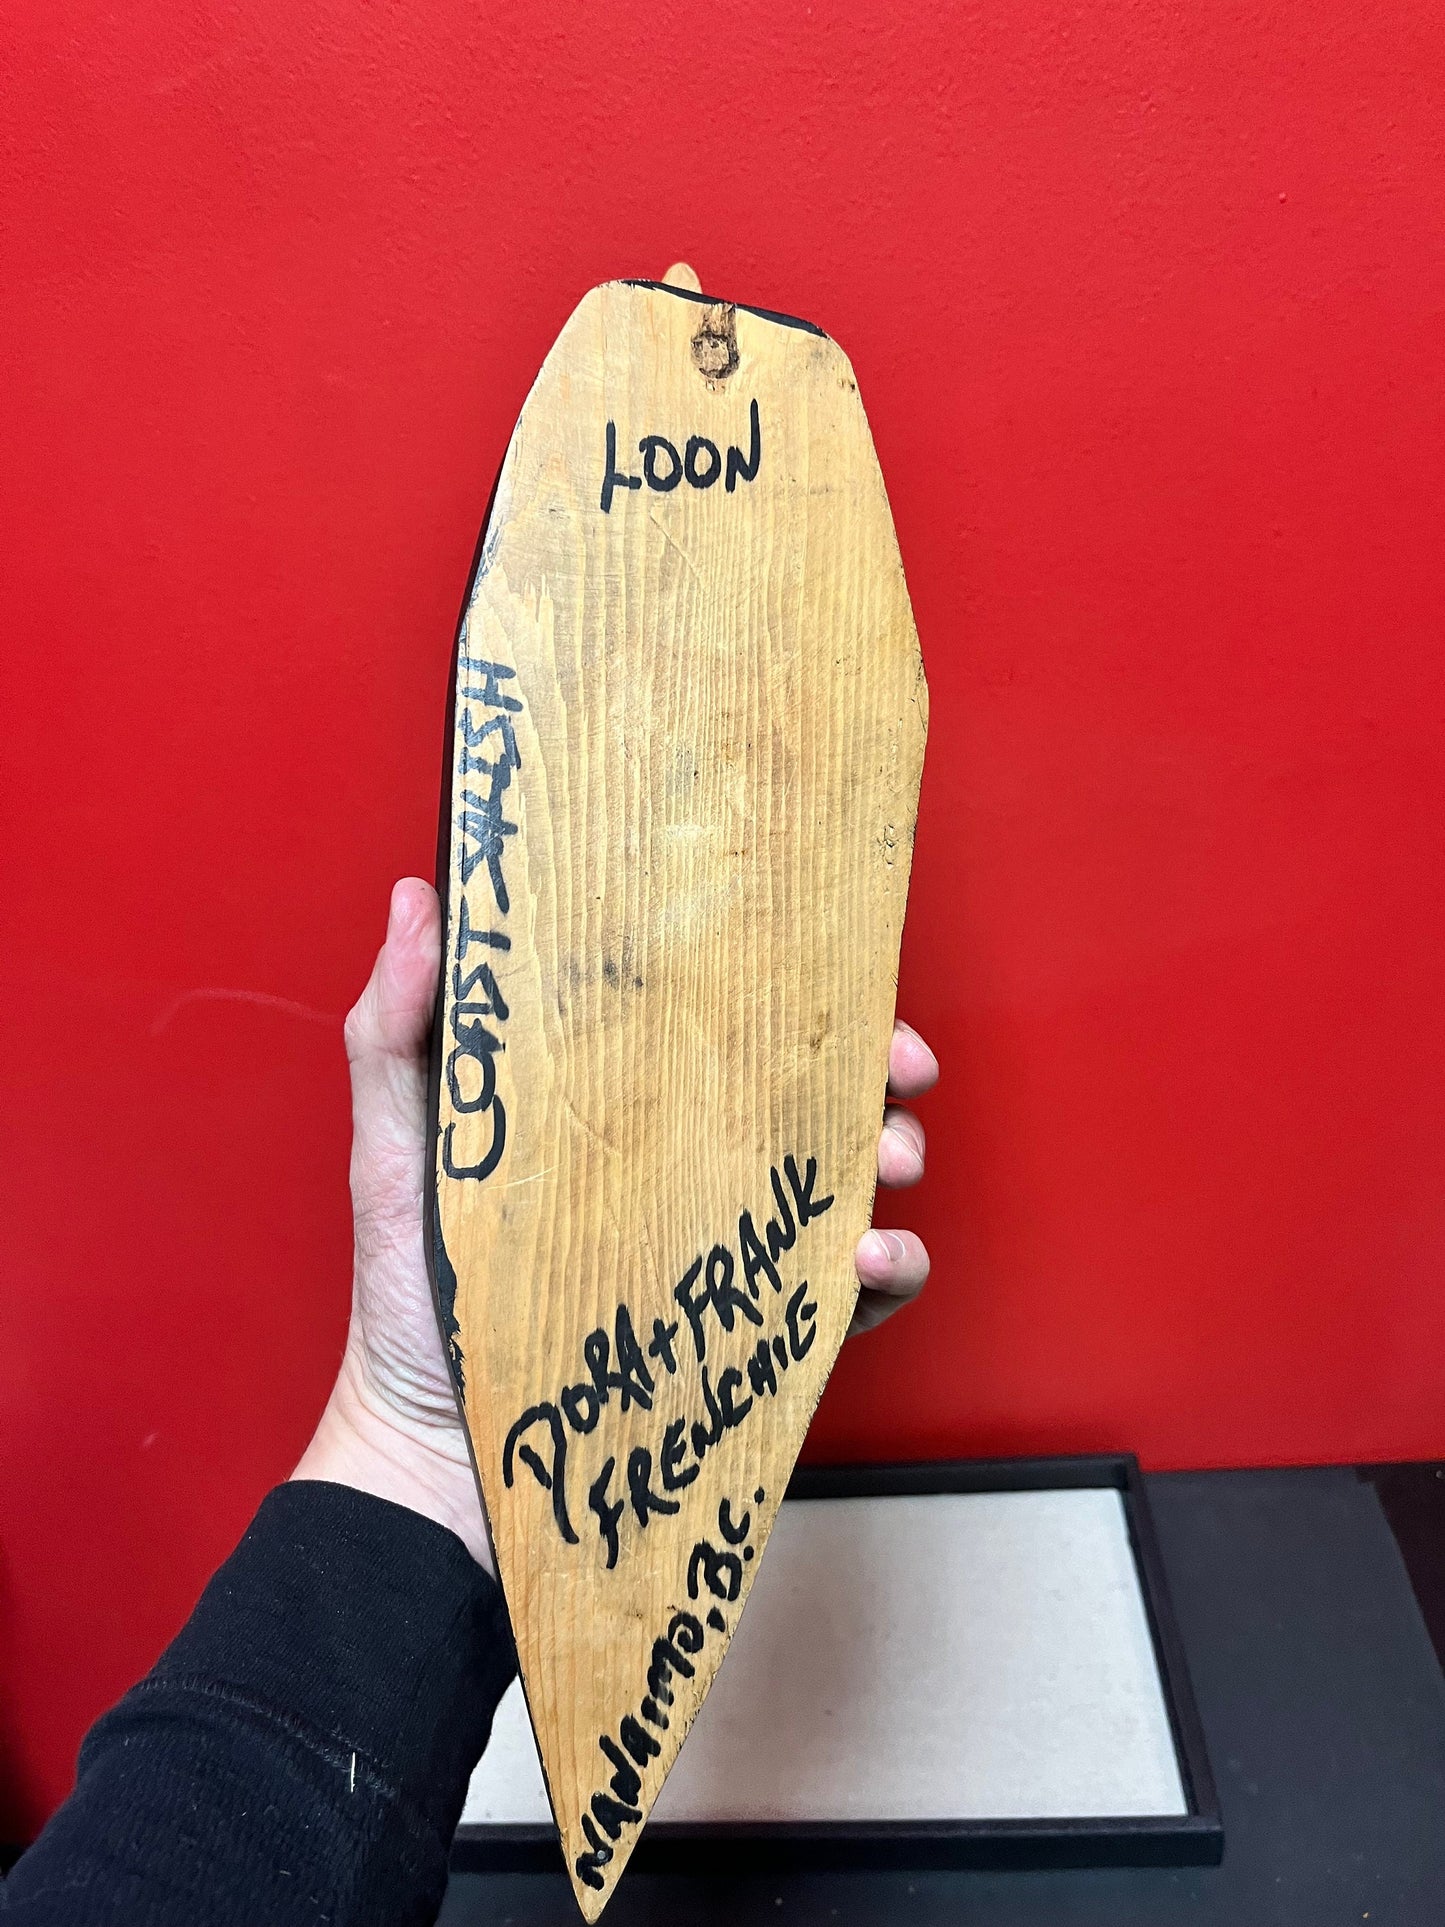 LOON
COAST SALISH
DORA + FRANK
FRENCHIE
NANAIMO, B.C.